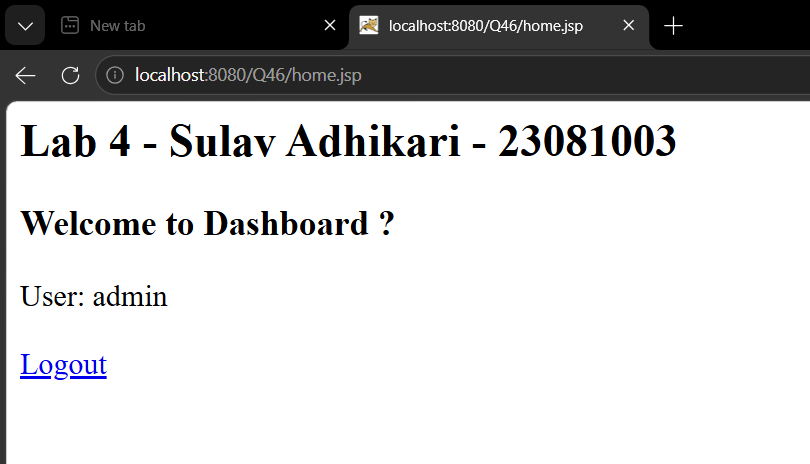 New tab
localhost:8080/Q46/home.jsp
localhost:8080/Q46/home.jsp
Lab 4 - Sulav Adhikari - 23081003
Welcome to Dashboard ?
User: admin
Logout